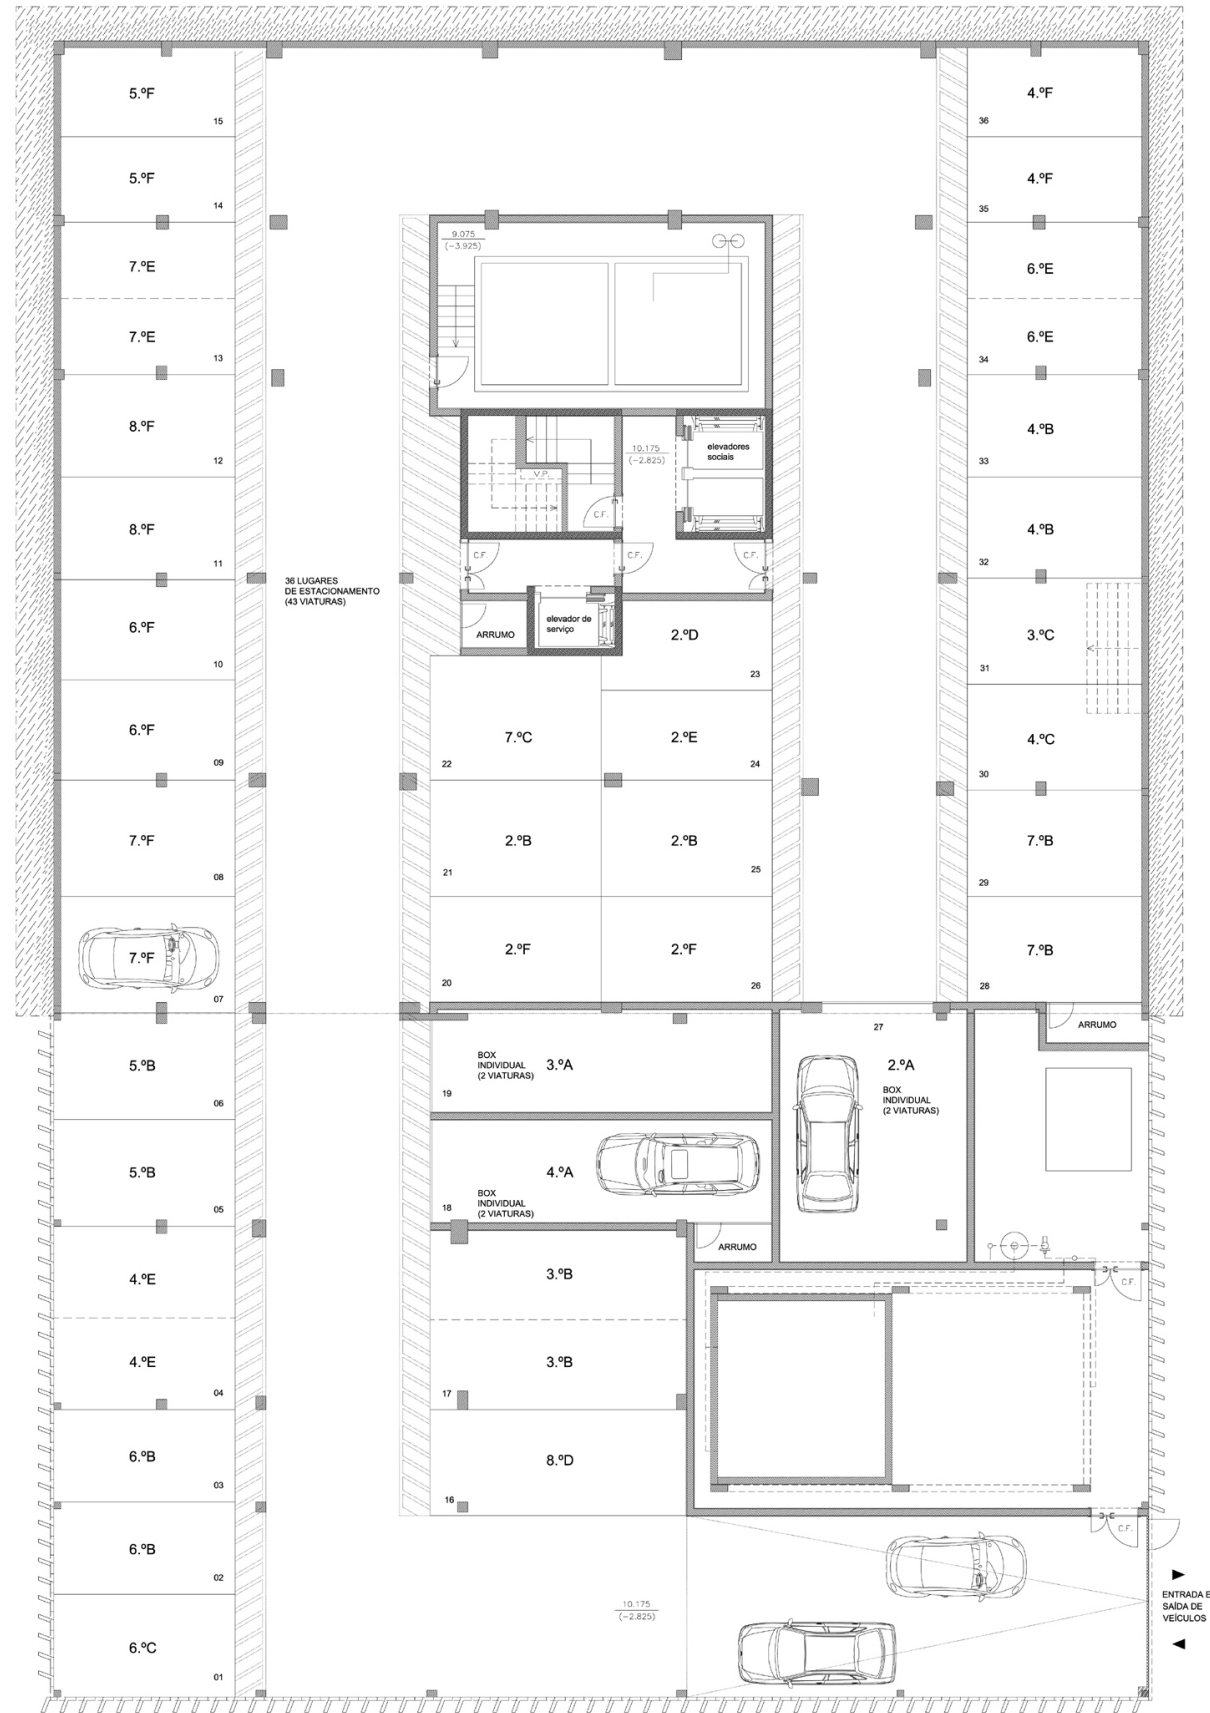 5.ºF
15
4.ºF
36
5.ºF
14
4.ºF
35
9.075
(-3.925)
7.ºE
6.ºE
7.ºE
13
6.ºE
34
8.ºF
12
4.ºB
33
10.175
(-2.825)
elevadores
sociais
V.P.
C.F.
8.ºF
11
4.ºB
32
C.F.
C.F.
C.F.
36 LUGARES
DE ESTACIONAMENTO
(43 VIATURAS)
6.ºF
10
ARRUMO
elevador de
serviço
2.ºD
23
3.ºC
31
6.ºF
09
7.ºC
22
2.ºE
24
4.ºC
30
7.ºF
08
2.ºB
21
2.ºB
25
7.ºB
29
7.ºF
07
2.ºF
20
2.ºF
26
7.ºB
28
ARRUMO
5.ºB
06
BOX
INDIVIDUAL
(2 VIATURAS)
3.ºA
19
27
2.ºA
BOX
INDIVIDUAL
(2 VIATURAS)
5.ºB
05
4.ºA
BOX
INDIVIDUAL
(2 VIATURAS)
18
ARRUMO
4.ºE
3.ºB
C.F.
4.ºE
04
3.ºB
17
6.ºB
03
8.ºD
16
C.F.
6.ºB
02
10.175
(-2.825)
ENTRADA E
SAÍDA DE
VEÍCULOS
6.ºC
01